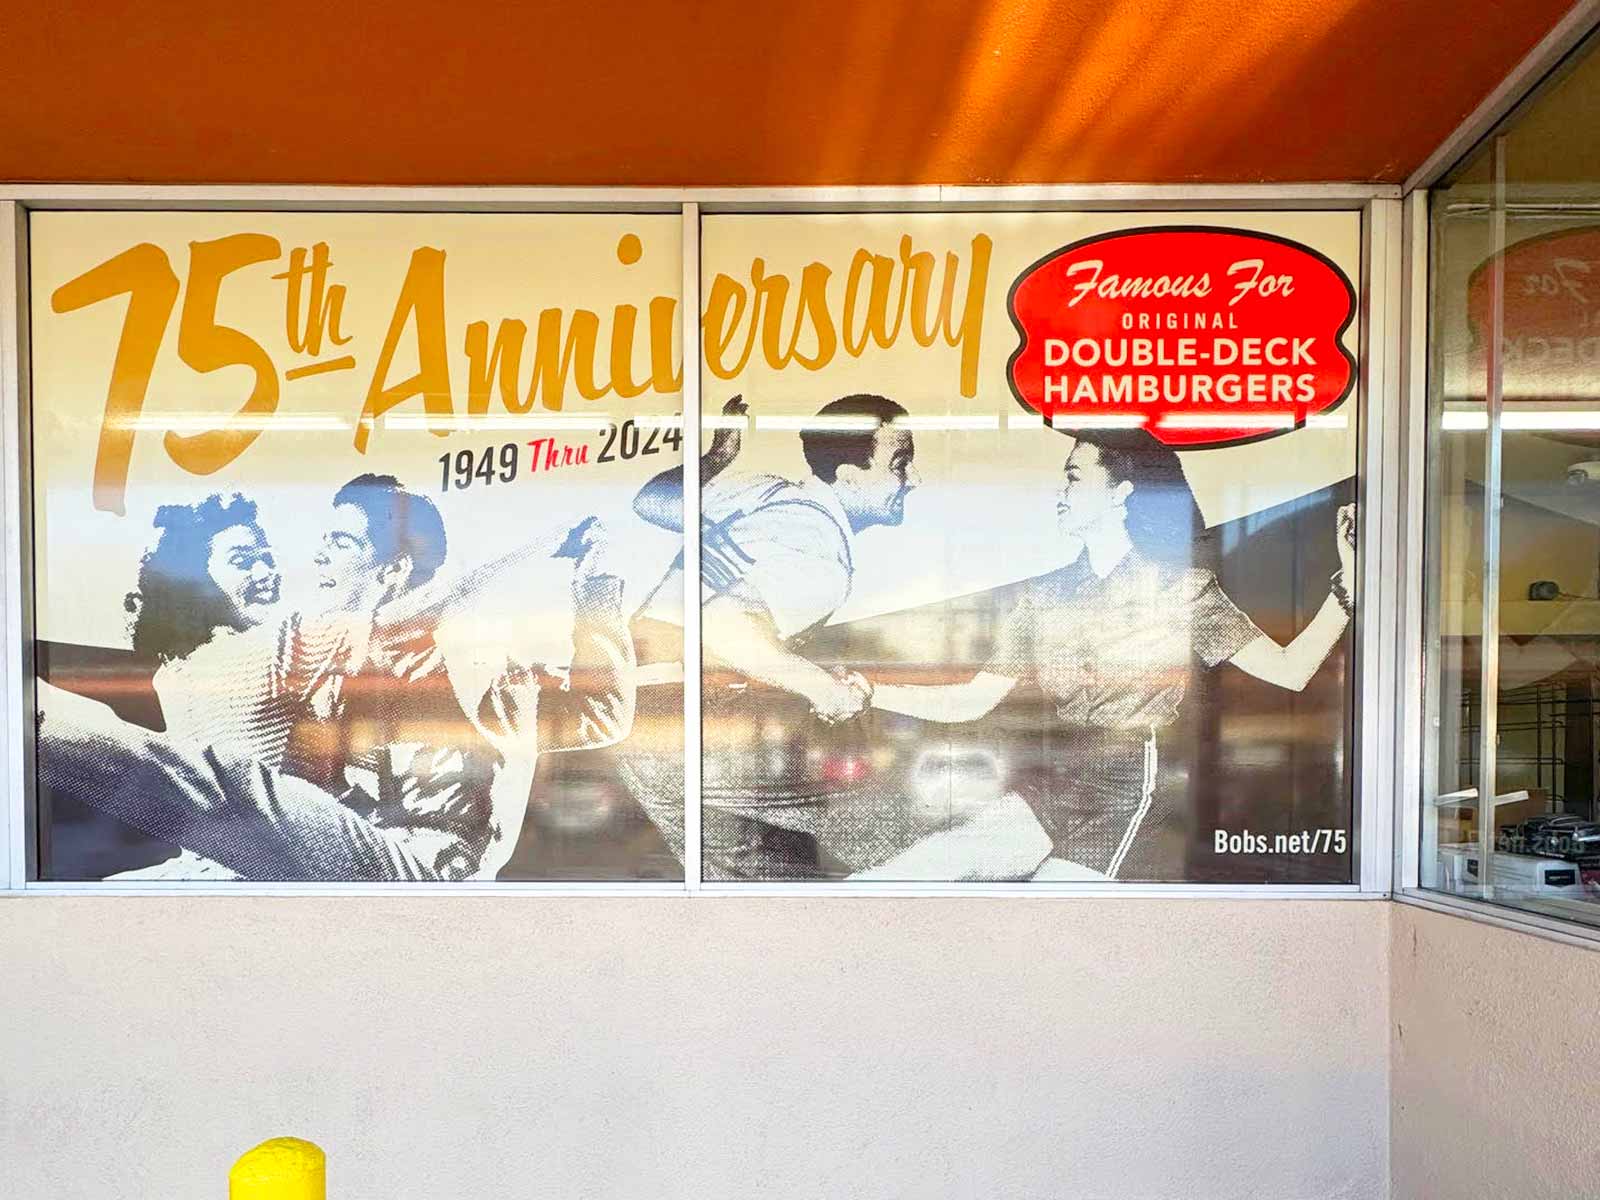 75th Anniversary
1949 Thru 2024
Famous For
ORIGINAL
DOUBLE-DECK
HAMBURGERS
Bobs.net/75